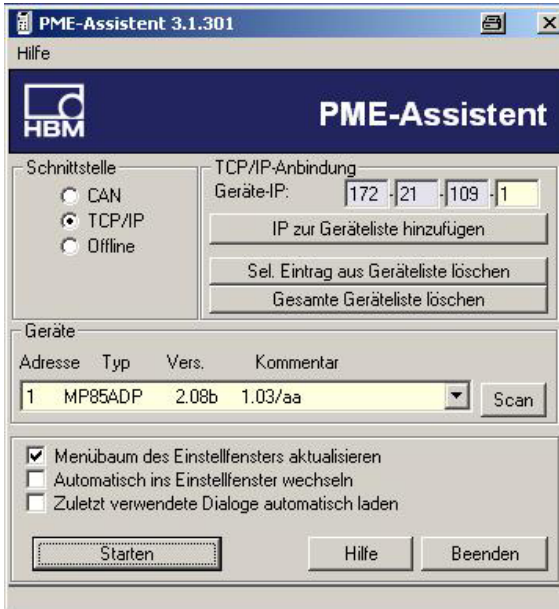 PME-Assistent 3.1.301
Hilfe
HBM
PME-Assistent
Schnittstelle
CAN
TCP/IP
Offline
TCP/IP-Anbindung
Geräte-IP: 172 - 21 - 109 - 1
IP zur Geräteliste hinzufügen
Sel. Eintrag aus Geräteliste löschen
Gesamte Geräteliste löschen
Geräte
Adresse Typ Vers. Kommentar
1 MP85ADP 2.08b 1.03/aa
Scan
Menübaum des Einstellfensters aktualisieren
Automatisch ins Einstellfenster wechseln
Zuletzt verwendete Dialoge automatisch laden
Starten Hilfe Beenden